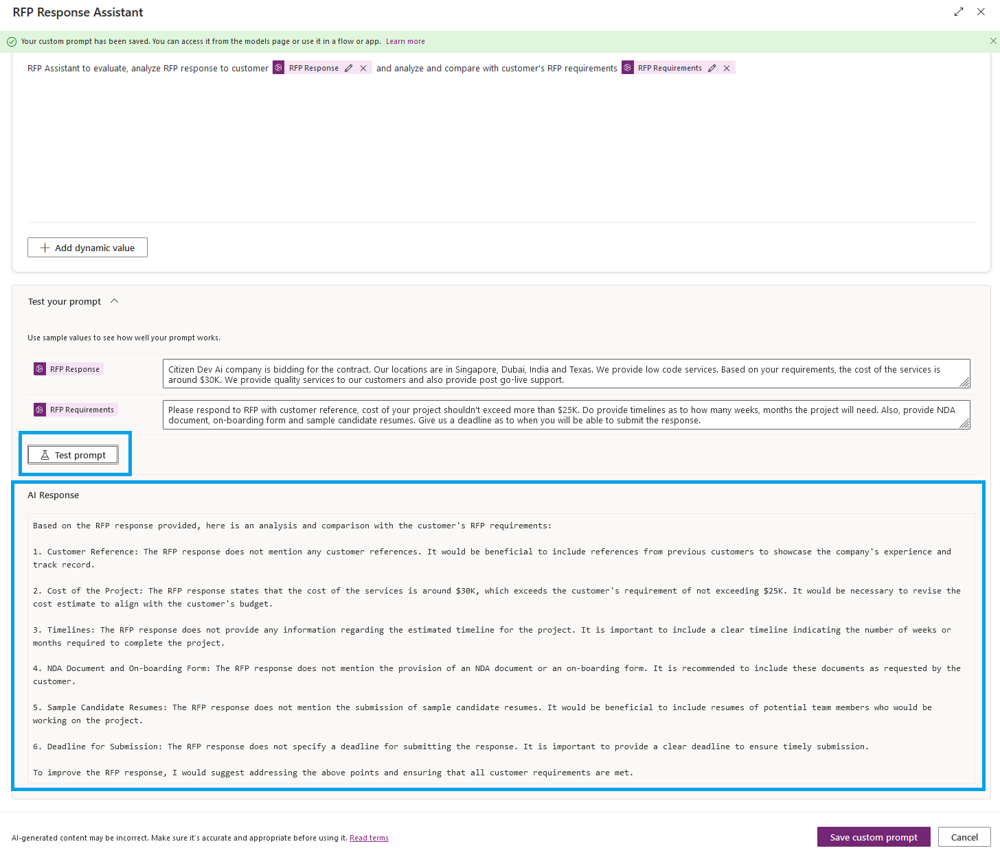 RFP Response Assistant
Your custom prompt has been saved. You can access it from the models page or use it in a flow or app. Learn more
RFP Assistant to evaluate, analyze RFP response to customer RFP Response and analyze and compare with customer's RFP requirements RFP Requirements
Add dynamic value
Test your prompt
Use sample values to see how well your prompt works.
RFP Response
Citizen Dev Ai company is bidding for the contract. Our locations are in Singapore, Dubai, India and Texas. We provide low code services. Based on your requirements, the cost of the services is
around $30K. We provide quality services to our customers and also provide post go-live support.
RFP Requirements
Please respond to RFP with customer reference, cost of your project shouldn't exceed more than $25K. Do provide timelines as to how many weeks, months the project will need. Also, provide NDA
document, on-boarding form and sample candidate resumes. Give us a deadline as to when you will be able to submit the response.
Test prompt
AI Response
Based on the RFP response provided, here is an analysis and comparison with the customer's RFP requirements:
1. Customer Reference: The RFP response does not mention any customer references. It would be beneficial to include references from previous customers to showcase the company's experience and
track record.
2. Cost of the Project: The RFP response states that the cost of the services is around $30K, which exceeds the customer's requirement of not exceeding $25K. It would be necessary to revise the
cost estimate to align with the customer's budget.
3. Timelines: The RFP response does not provide any information regarding the estimated timeline for the project. It is important to include a clear timeline indicating the number of weeks or
months required to complete the project.
4. NDA Document and On-boarding Form: The RFP response does not mention the provision of an NDA document or an on-boarding form. It is recommended to include these documents as requested by the
customer.
5. Sample Candidate Resumes: The RFP response does not mention the submission of sample candidate resumes. It would be beneficial to include resumes of potential team members who would be
working on the project.
6. Deadline for Submission: The RFP response does not specify a deadline for submitting the response. It is important to provide a clear deadline to ensure timely submission.
To improve the RFP response, I would suggest addressing the above points and ensuring that all customer requirements are met.
AI-generated content may be incorrect. Make sure it's accurate and appropriate before using it. Read terms
Save custom prompt
Cancel